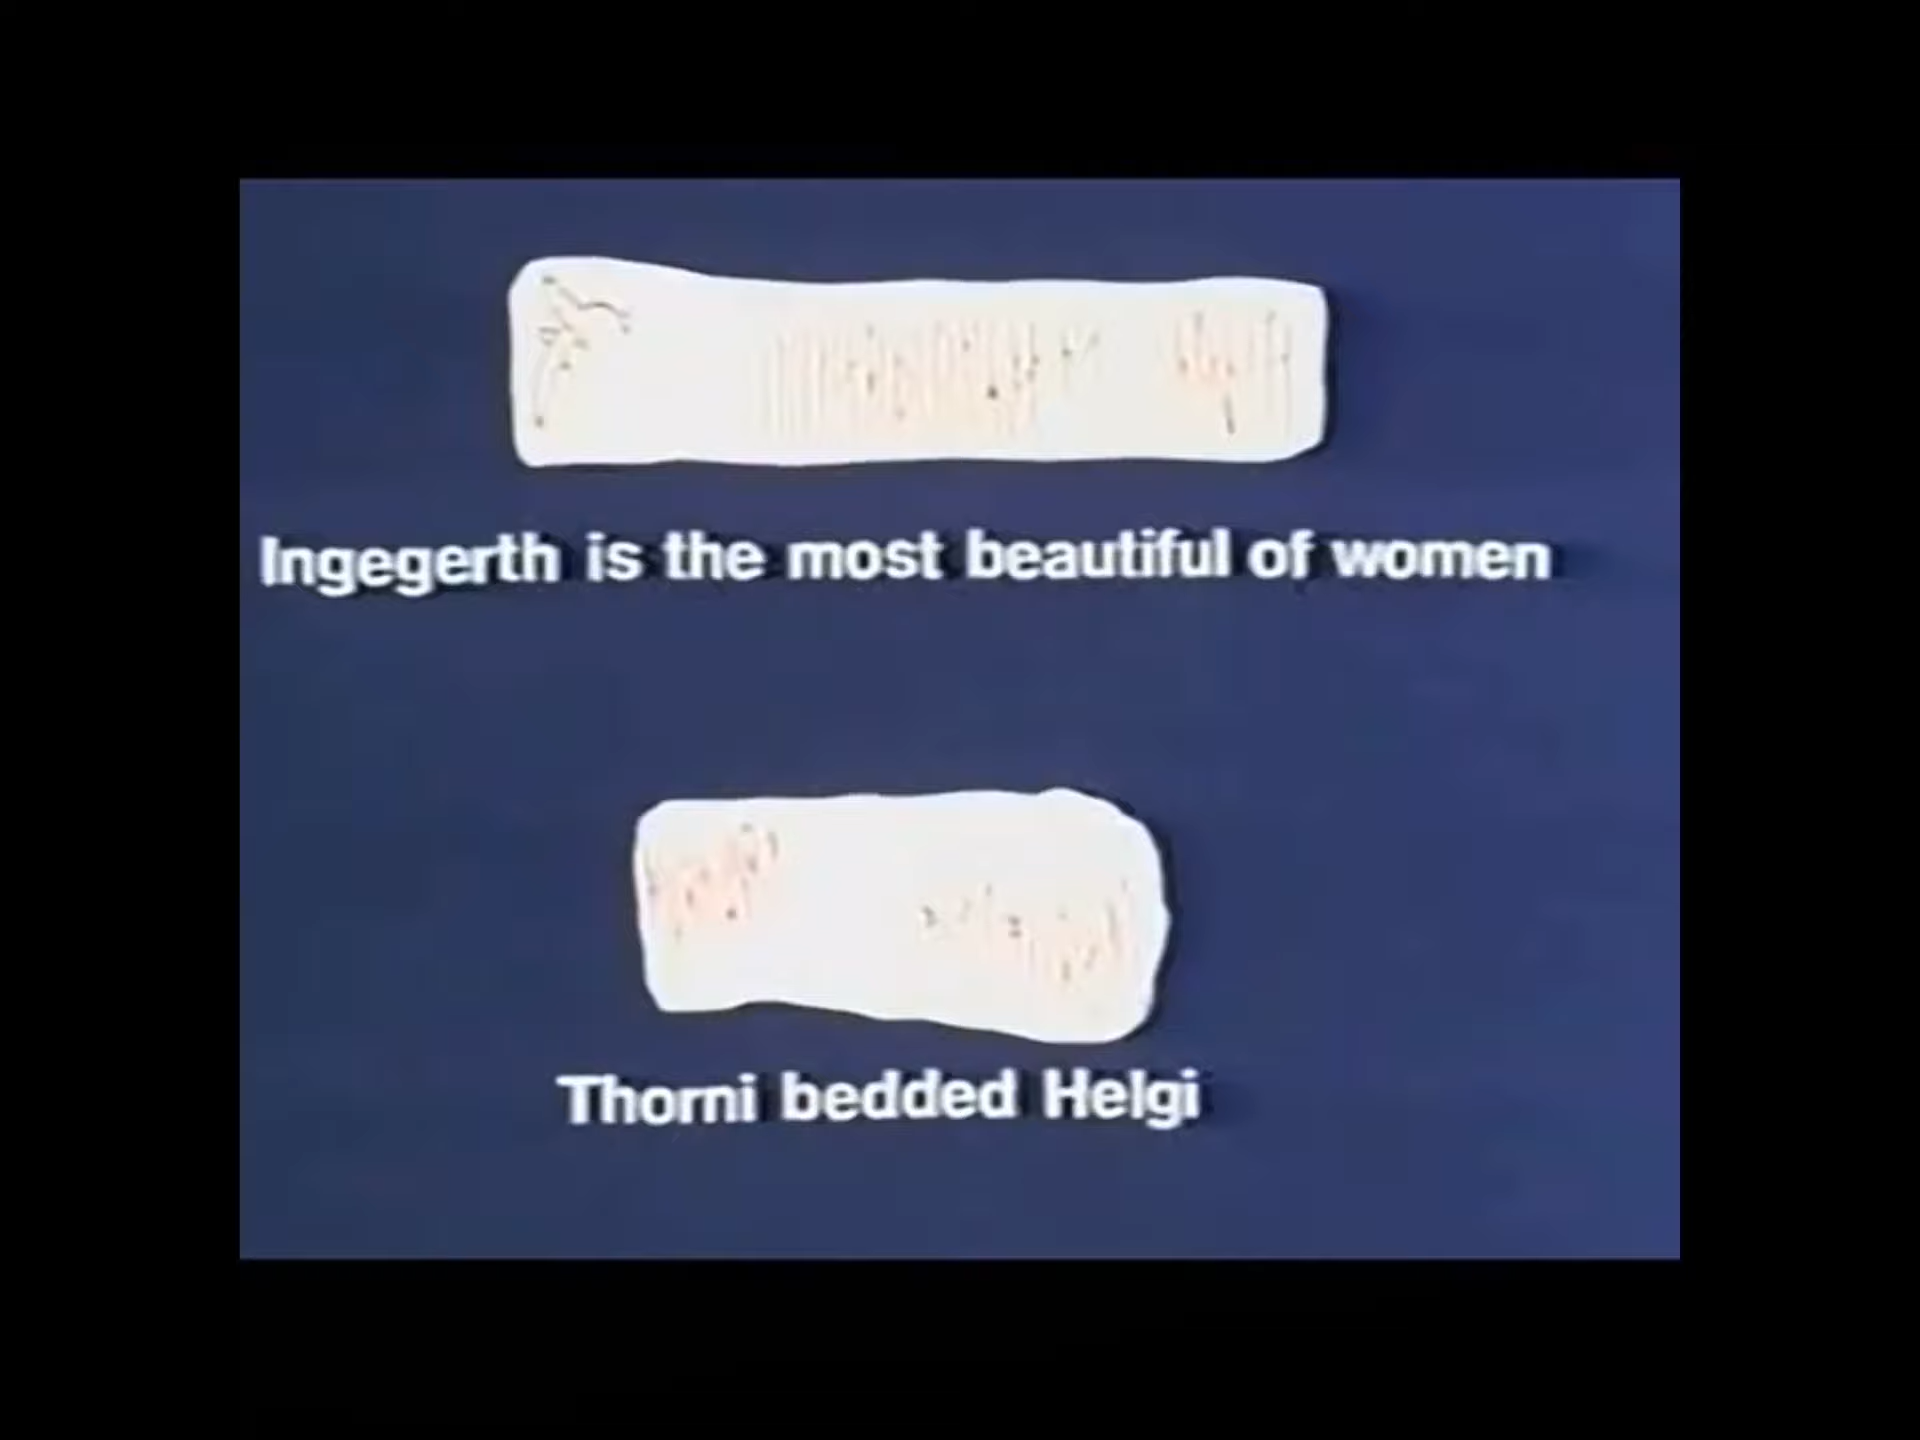 Ingegerth is the most beautiful of women
Thorni bedded Helgi